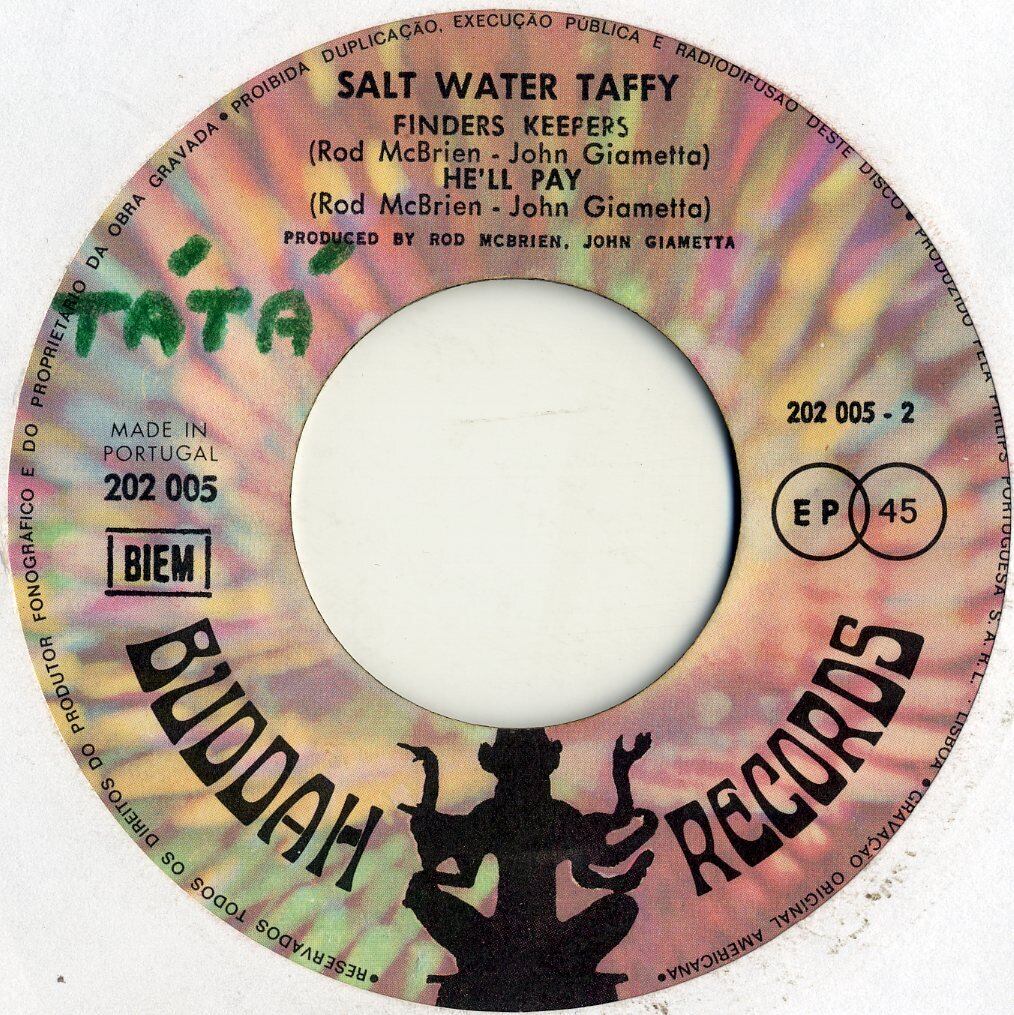 SALT WATER TAFFY
FINDERS KEEPERS
(Rod McBrien - John Giametta)
HE'LL PAY
(Rod McBrien - John Giametta)
PRODUCED BY ROD MCBRIEN, JOHN GIAMETTA
TÁTÁ
MADE IN
PORTUGAL
202 005
BIEM
202 005 - 2
EP 45
BUDDAH RECORDS
• RESERVADOS TODOS OS DIREITOS DO PRODUTOR FONOGRÁFICO E DO PROPRIETÁRIO DA OBRA GRAVADA • PROIBIDA DUPLICAÇÃO, EXECUÇÃO PÚBLICA E RADIODIFUSÃO DESTE DISCO • PRODUZIDO PELA PHILIPS PORTUGUESA S.A.R.L. - LISBOA • GRAVAÇÃO ORIGINAL AMERICANA •